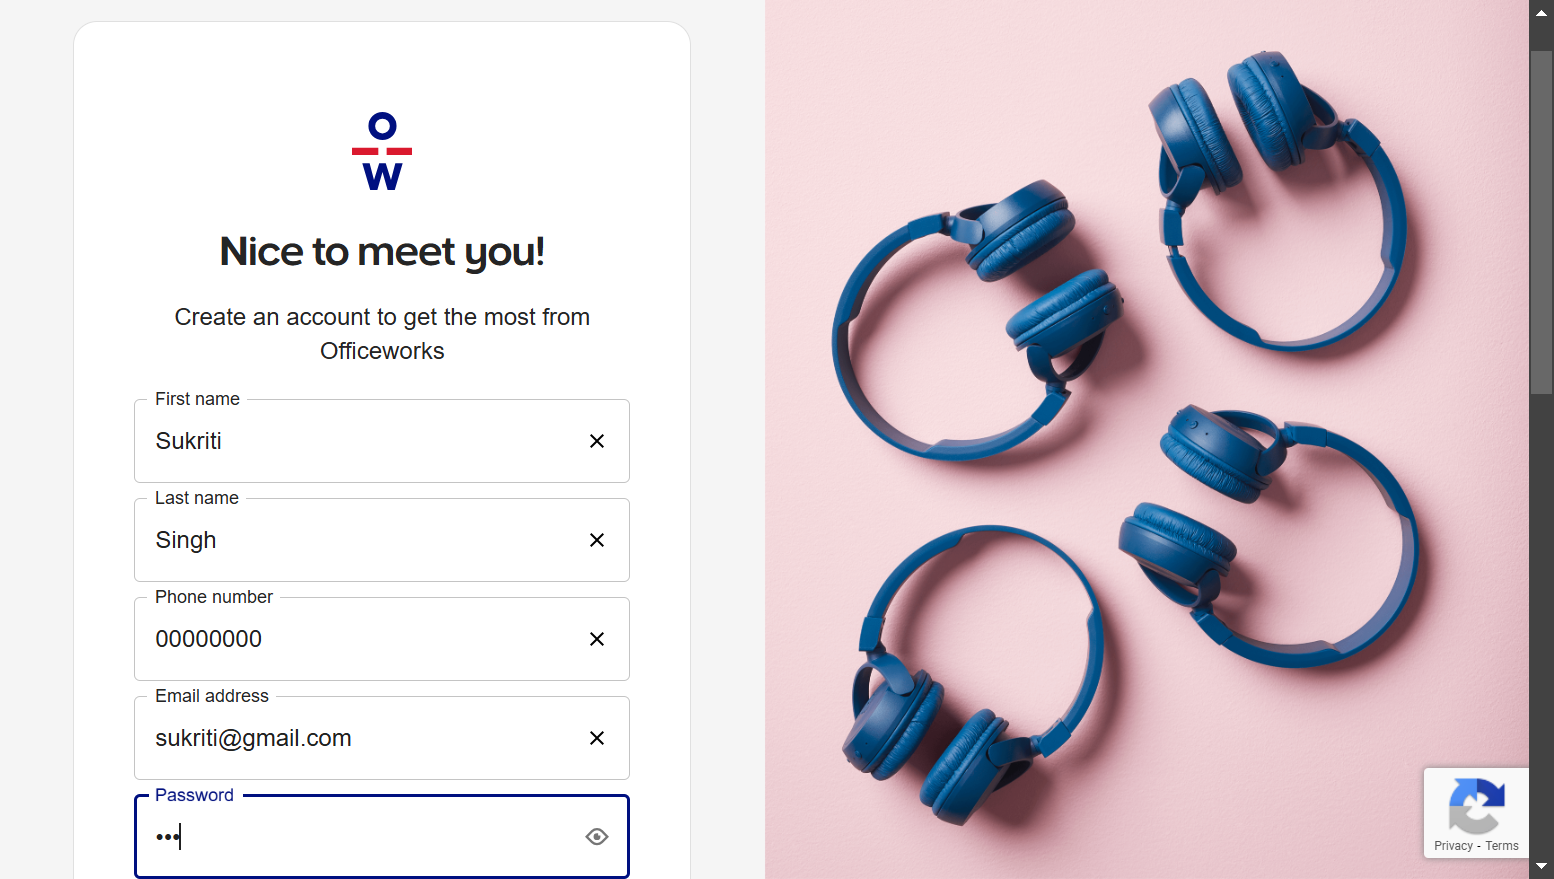 O
W
Nice to meet you!
Create an account to get the most from
Officeworks
First name
Sukriti
Last name
Singh
Phone number
00000000
Email address
sukriti@gmail.com
Password
•••
Privacy - Terms